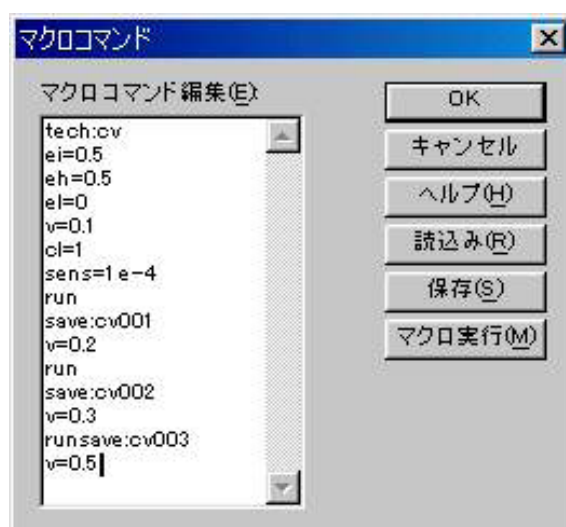 マクロコマンド
マクロコマンド編集(E):
tech:cv
ei=0.5
eh=0.5
el=0
v=0.1
cl=1
sens=1e-4
run
save:cv001
v=0.2
run
save:cv002
v=0.3
runsave:cv003
v=0.5
OK
キャンセル
ヘルプ(H)
読込み(R)
保存(S)
マクロ実行(M)